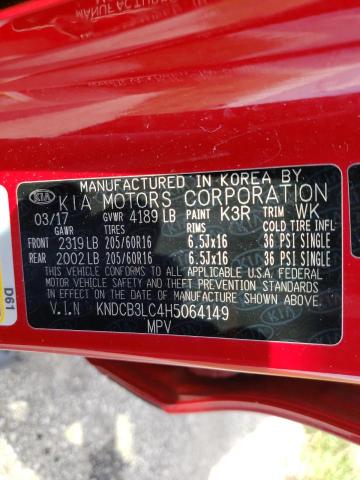 MANUFACTURED IN KOREA BY
KIA KIA MOTORS CORPORATION
03/17 GVWR 4189 LB PAINT K3R TRIM WK
GAWR TIRES RIMS COLD TIRE INFL
FRONT 2319 LB 205/60R16 6.5Jx16 36 PSI SINGLE
REAR 2002 LB 205/60R16 6.5Jx16 36 PSI SINGLE
THIS VEHICLE CONFORMS TO ALL APPLICABLE U.S.A. FEDERAL
MOTOR VEHICLE SAFETY AND THEFT PREVENTION STANDARDS
IN EFFECT ON THE DATE OF MANUFACTURE SHOWN ABOVE.
V.I.N KNDCB3LC4H5064149
MPV
D61